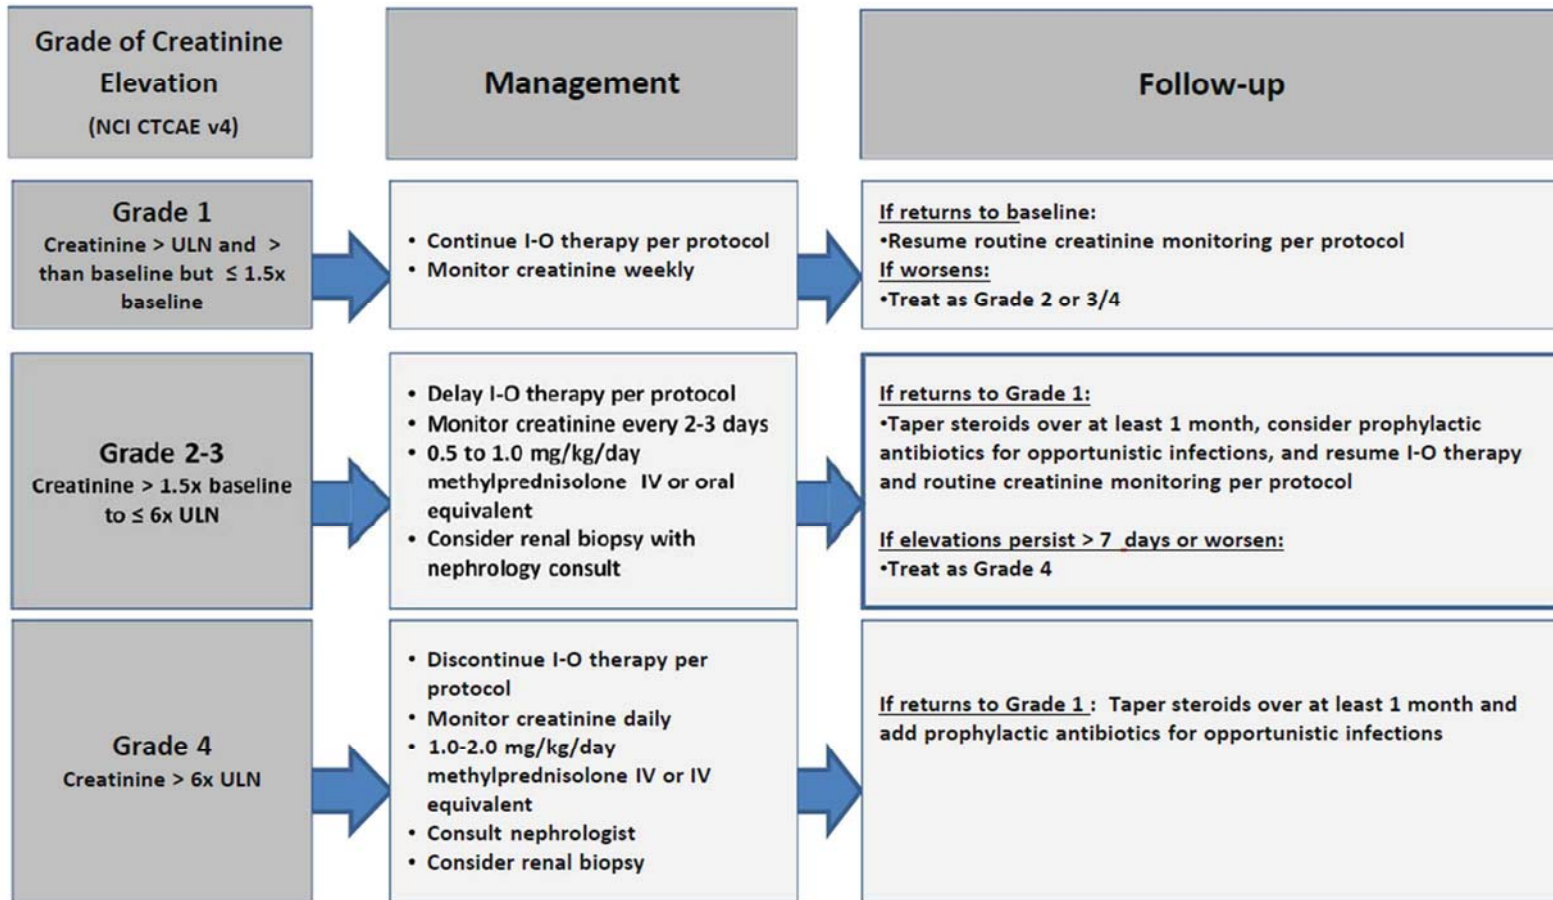 Grade of Creatinine
Elevation
(NCI CTCAE v4)
Management
Follow-up
Grade 1
Creatinine > ULN and >
than baseline but ≤ 1.5x
baseline
• Continue I-O therapy per protocol
• Monitor creatinine weekly
If returns to baseline:
•Resume routine creatinine monitoring per protocol
If worsens:
•Treat as Grade 2 or 3/4
Grade 2-3
Creatinine > 1.5x baseline
to ≤ 6x ULN
• Delay I-O therapy per protocol
• Monitor creatinine every 2-3 days
• 0.5 to 1.0 mg/kg/day
methylprednisolone IV or oral
equivalent
• Consider renal biopsy with
nephrology consult
If returns to Grade 1:
•Taper steroids over at least 1 month, consider prophylactic
antibiotics for opportunistic infections, and resume I-O therapy
and routine creatinine monitoring per protocol
If elevations persist > 7 days or worsen:
•Treat as Grade 4
Grade 4
Creatinine > 6x ULN
• Discontinue I-O therapy per
protocol
• Monitor creatinine daily
• 1.0-2.0 mg/kg/day
methylprednisolone IV or IV
equivalent
• Consult nephrologist
• Consider renal biopsy
If returns to Grade 1 : Taper steroids over at least 1 month and
add prophylactic antibiotics for opportunistic infections